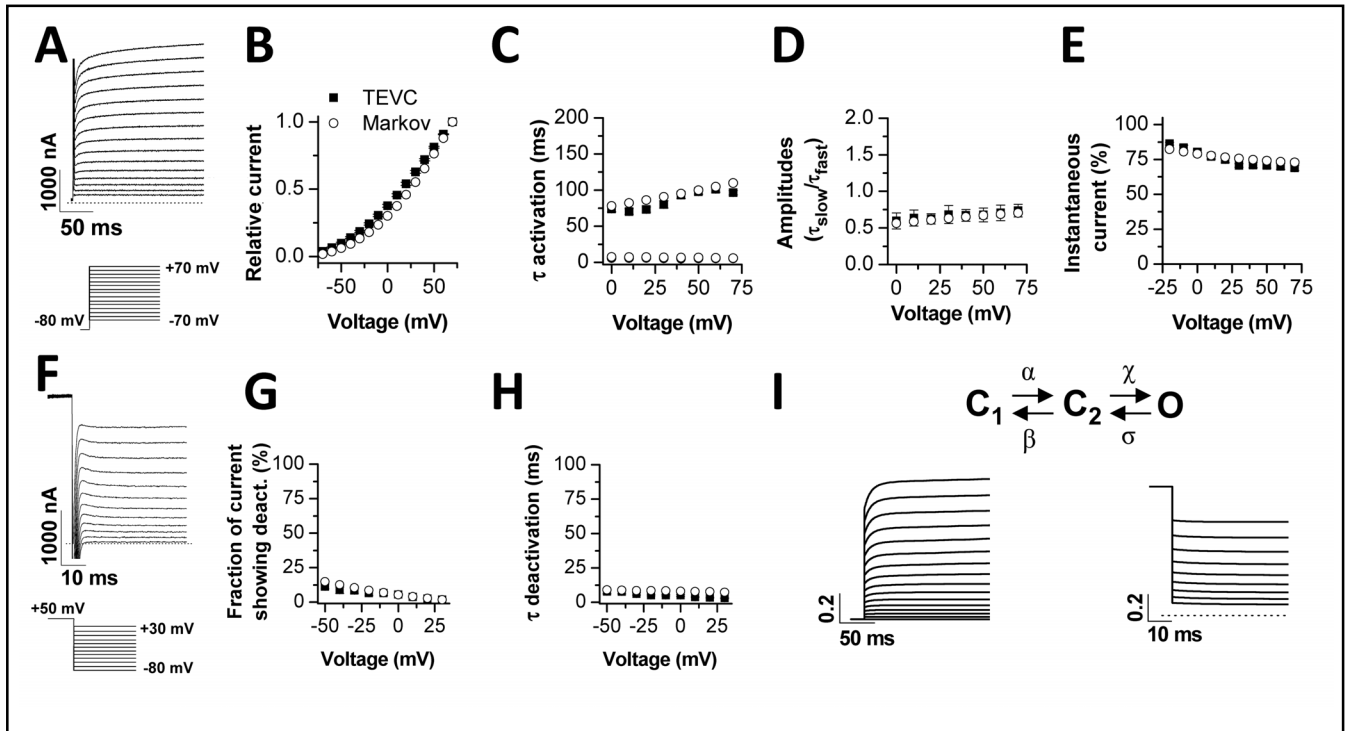 A
1000 nA
50 ms
+70 mV
-80 mV
-70 mV
B
TEVC
Markov
Relative current
1.0
0.5
0.0
-50
0
50
Voltage (mV)
C
τ activation (ms)
200
150
100
50
0
0
25
50
75
Voltage (mV)
D
Amplitudes
(τslow/τfast)
2.0
1.5
1.0
0.5
0.0
0
25
50
75
Voltage (mV)
E
Instantaneous
current (%)
100
75
50
25
0
-25
0
25
50
75
Voltage (mV)
F
1000 nA
10 ms
+50 mV
+30 mV
-80 mV
G
Fraction of current
showing deact. (%)
100
75
50
25
0
-50
-25
0
25
Voltage (mV)
H
τ deactivation (ms)
100
75
50
25
0
-50
-25
0
25
Voltage (mV)
I
α
χ
C1
C2
O
β
σ
0.2
50 ms
0.2
10 ms